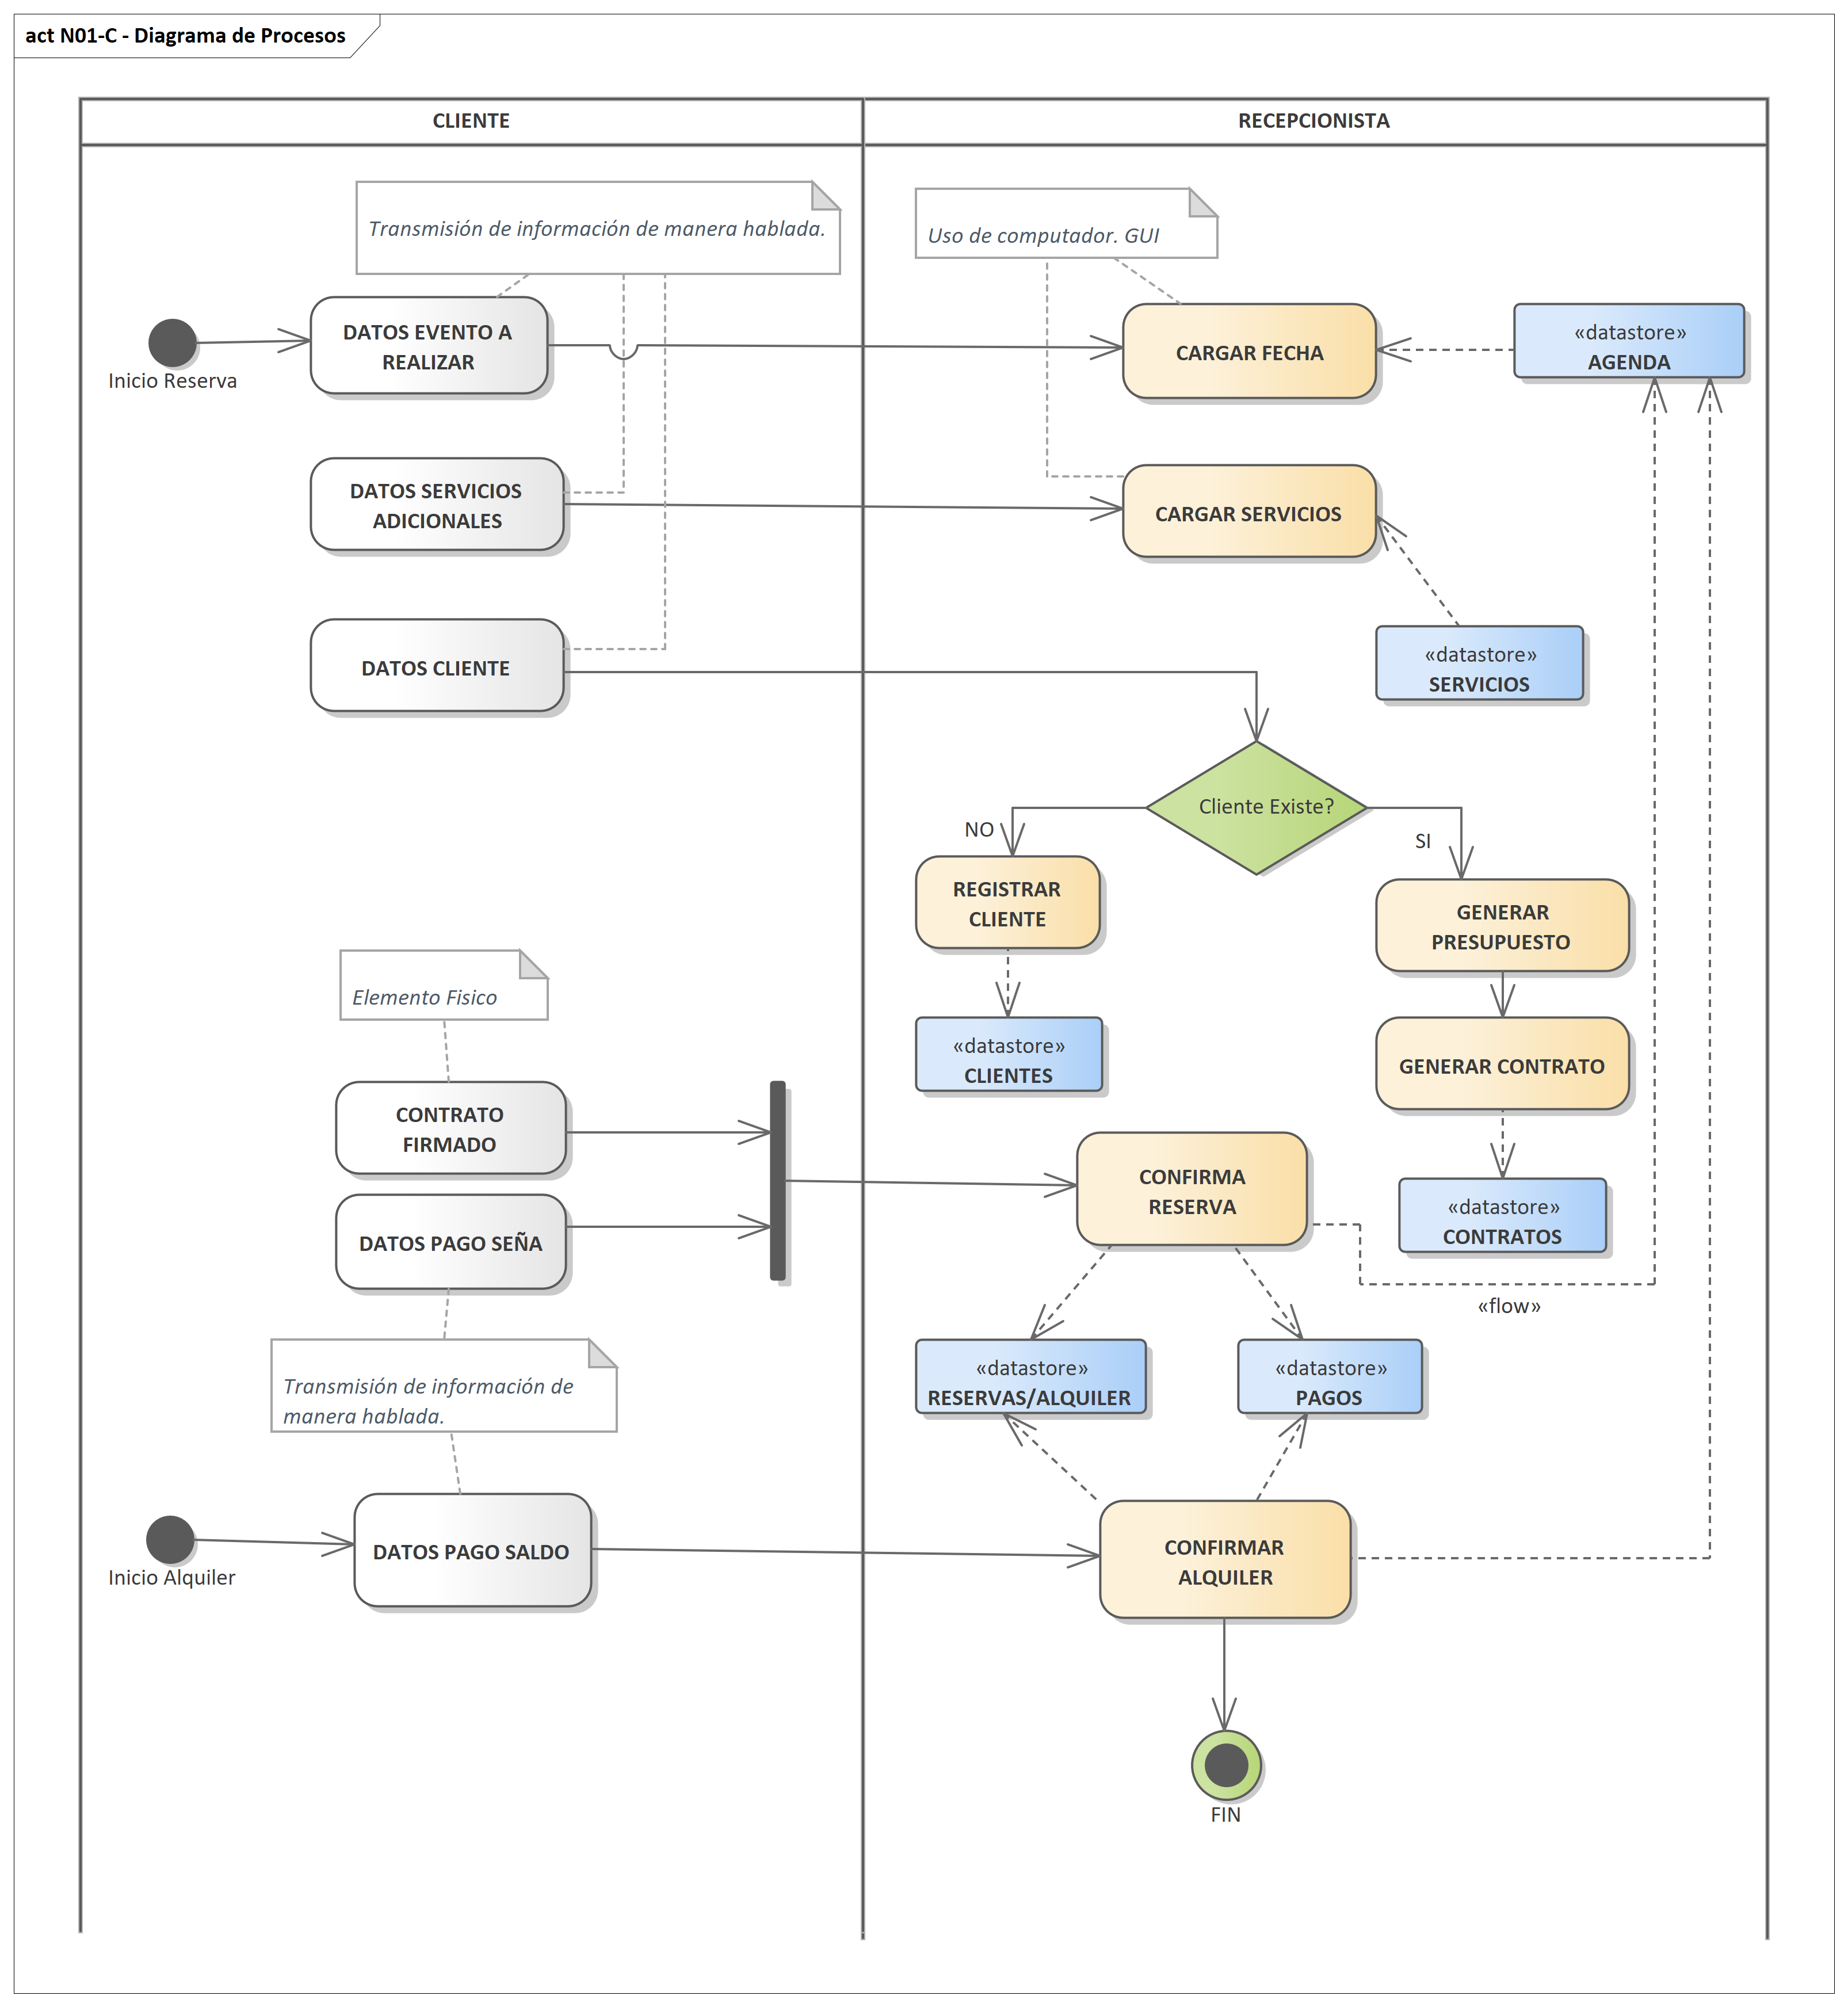 act N01-C - Diagrama de Procesos
CLIENTE
RECEPCIONISTA
Transmisión de información de manera hablada.
Uso de computador. GUI
Inicio Reserva
DATOS EVENTO A
REALIZAR
CARGAR FECHA
«datastore»
AGENDA
DATOS SERVICIOS
ADICIONALES
CARGAR SERVICIOS
DATOS CLIENTE
«datastore»
SERVICIOS
Cliente Existe?
NO
SI
REGISTRAR
CLIENTE
GENERAR
PRESUPUESTO
Elemento Fisico
«datastore»
CLIENTES
GENERAR CONTRATO
CONTRATO
FIRMADO
CONFIRMA
RESERVA
«datastore»
CONTRATOS
DATOS PAGO SEÑA
«flow»
Transmisión de información de
manera hablada.
«datastore»
RESERVAS/ALQUILER
«datastore»
PAGOS
Inicio Alquiler
DATOS PAGO SALDO
CONFIRMAR
ALQUILER
FIN